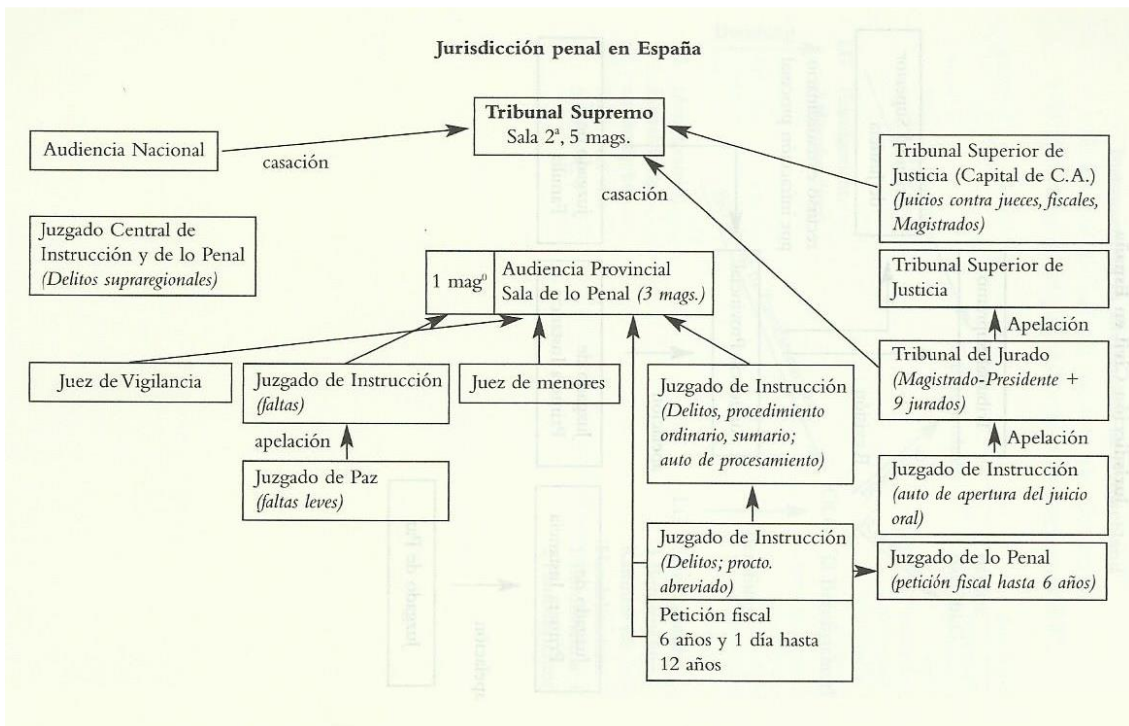 Jurisdicción penal en España
Tribunal Supremo
Sala 2ª, 5 mags.
Audiencia Nacional
casación
casación
Tribunal Superior de
Justicia (Capital de C.A.)
(Juicios contra jueces, fiscales,
Magistrados)
Juzgado Central de
Instrucción y de lo Penal
(Delitos supraregionales)
1 magº
Audiencia Provincial
Sala de lo Penal (3 mags.)
Tribunal Superior de
Justicia
Apelación
Juez de Vigilancia
Juzgado de Instrucción
(faltas)
Juez de menores
Juzgado de Instrucción
(Delitos, procedimiento
ordinario, sumario;
auto de procesamiento)
Tribunal del Jurado
(Magistrado-Presidente +
9 jurados)
apelación
Apelación
Juzgado de Paz
(faltas leves)
Juzgado de Instrucción
(auto de apertura del juicio
oral)
Juzgado de Instrucción
(Delitos; procto.
abreviado)
Juzgado de lo Penal
(petición fiscal hasta 6 años)
Petición fiscal
6 años y 1 día hasta
12 años